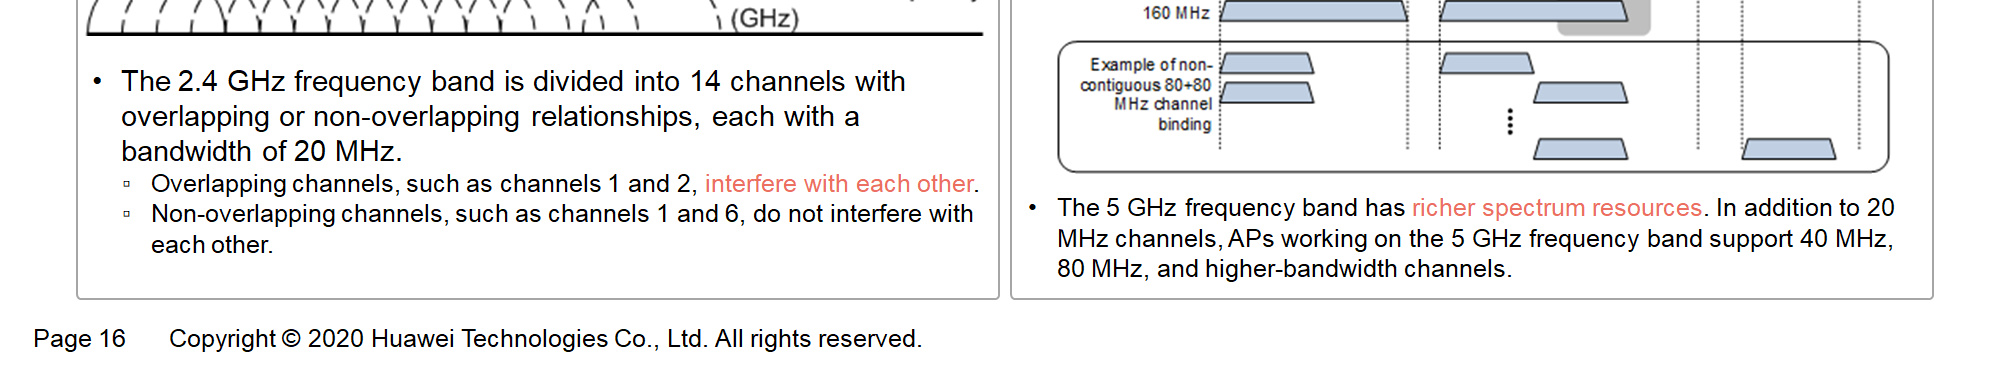 (GHz)
• The 2.4 GHz frequency band is divided into 14 channels with
overlapping or non-overlapping relationships, each with a
bandwidth of 20 MHz.
▫ Overlapping channels, such as channels 1 and 2, interfere with each other.
▫ Non-overlapping channels, such as channels 1 and 6, do not interfere with
each other.
160 MHz
Example of non-
contiguous 80+80
MHz channel
binding
• The 5 GHz frequency band has richer spectrum resources. In addition to 20
MHz channels, APs working on the 5 GHz frequency band support 40 MHz,
80 MHz, and higher-bandwidth channels.
Page 16 Copyright © 2020 Huawei Technologies Co., Ltd. All rights reserved.